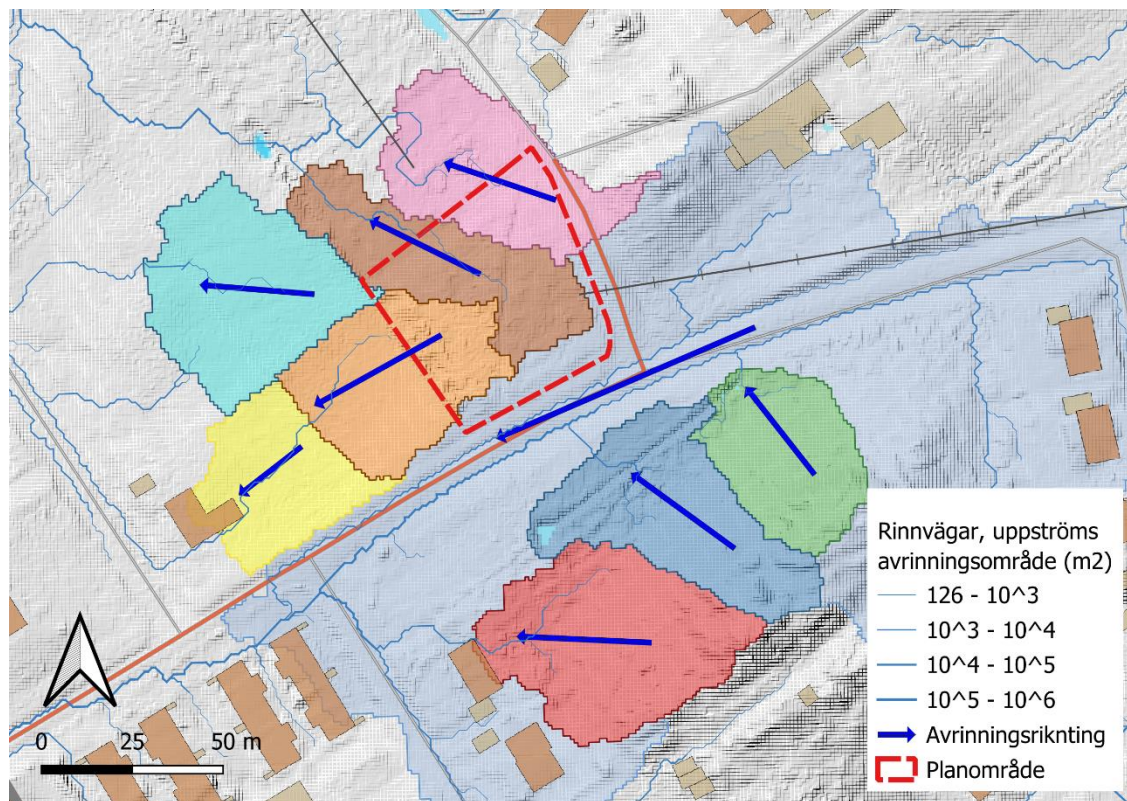 Rinnvägar, uppströms
avrinningsområde (m2)
126 - 10^3
10^3 - 10^4
10^4 - 10^5
10^5 - 10^6
Avrinningsriknting
Planområde
0 25 50 m